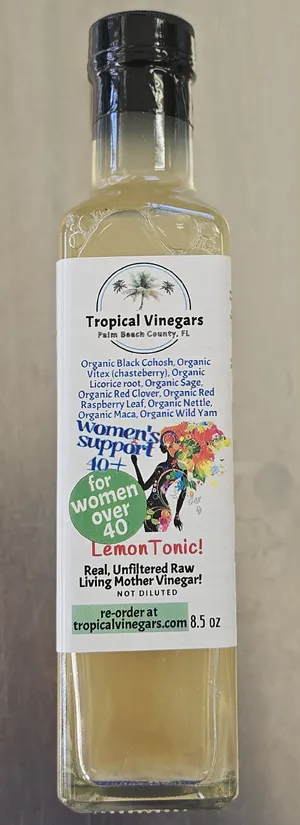 Tropical Vinegars
Palm Beach County, FL
Organic Black Cohosh, Organic
Vitex (chasteberry), Organic
Licorice root, Organic Sage,
Organic Red Clover, Organic Red
Raspberry Leaf, Organic Nettle,
Organic Maca, Organic Wild Yam
Women's
support
40+
for
women
over
40
Lemon Tonic!
Real, Unfiltered Raw
Living Mother Vinegar!
NOT DILUTED
re-order at
tropicalvinegars.com 8.5 oz